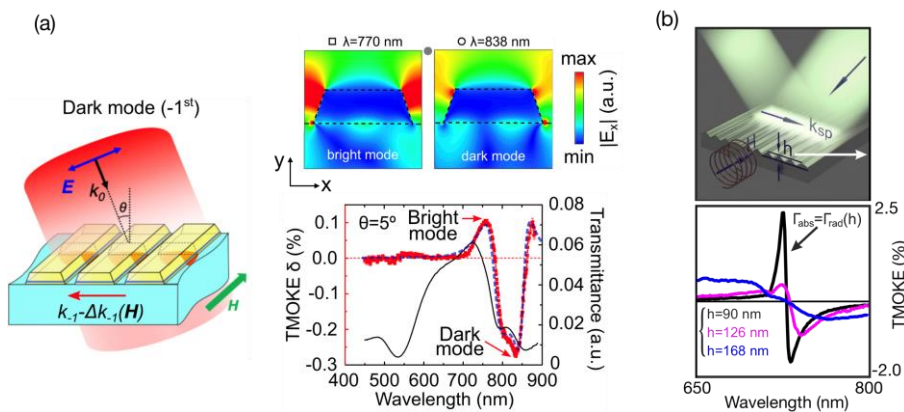 (a)
Dark mode (-1st)
E
k0
θ
k-1-Δk-1(H)
H
λ=770 nm
λ=838 nm
bright mode
dark mode
max
min
|Ex| (a.u.)
y
x
θ=5º
Bright
mode
Dark
mode
TMOKE δ (%)
0.1
0.0
-0.1
-0.2
-0.3
Transmitance (a.u.)
0.08
0.06
0.04
0.02
0
400 500 600 700 800 900
Wavelength (nm)
(b)
ksp
H
h
Γabs=Γrad(h)
2.5
TMOKE (%)
-2.0
h=90 nm
h=126 nm
h=168 nm
650 800
Wavelength (nm)